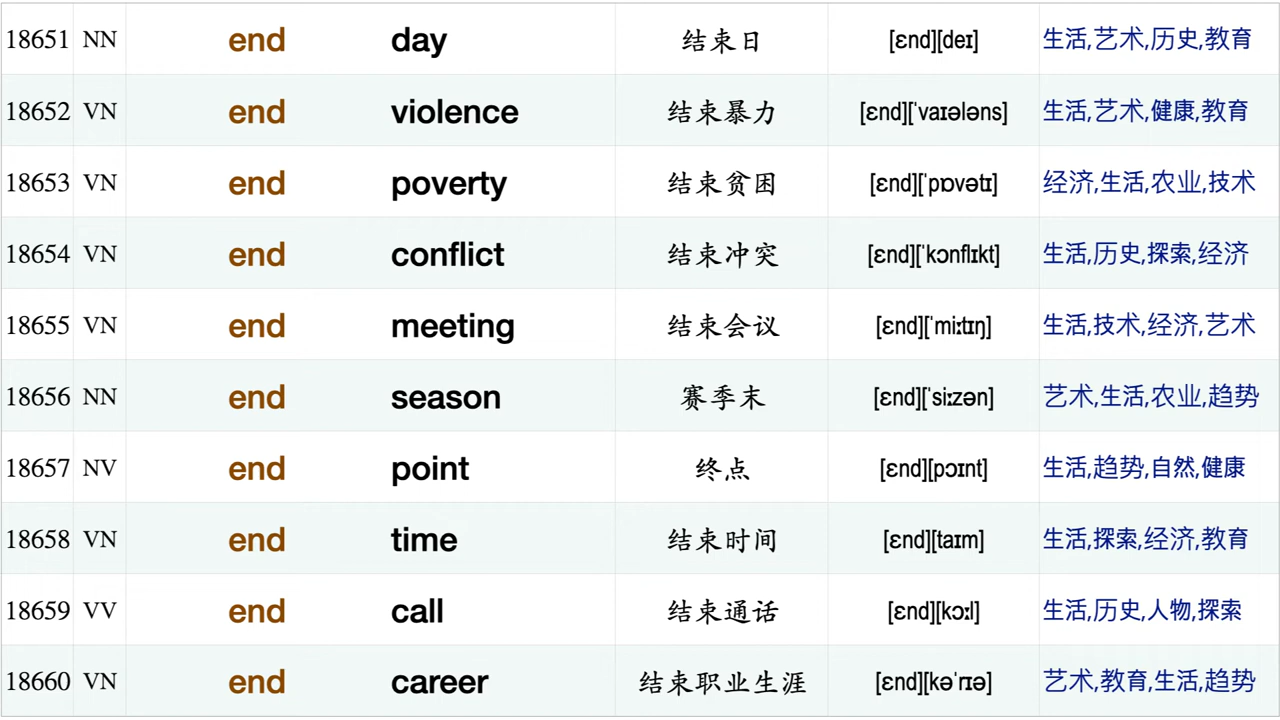 18651 NN end day 结束日 [ɛnd][deɪ] 生活,艺术,历史,教育
18652 VN end violence 结束暴力 [ɛnd][ˈvaɪələns] 生活,艺术,健康,教育
18653 VN end poverty 结束贫困 [ɛnd][ˈpɒvətɪ] 经济,生活,农业,技术
18654 VN end conflict 结束冲突 [ɛnd][ˈkɔnflɪkt] 生活,历史,探索,经济
18655 VN end meeting 结束会议 [ɛnd][ˈmiːtɪŋ] 生活,技术,经济,艺术
18656 NN end season 赛季末 [ɛnd][ˈsiːzən] 艺术,生活,农业,趋势
18657 NV end point 终点 [ɛnd][pɔɪnt] 生活,趋势,自然,健康
18658 VN end time 结束时间 [ɛnd][taɪm] 生活,探索,经济,教育
18659 VV end call 结束通话 [ɛnd][kɔːl] 生活,历史,人物,探索
18660 VN end career 结束职业生涯 [ɛnd][kəˈrɪə] 艺术,教育,生活,趋势